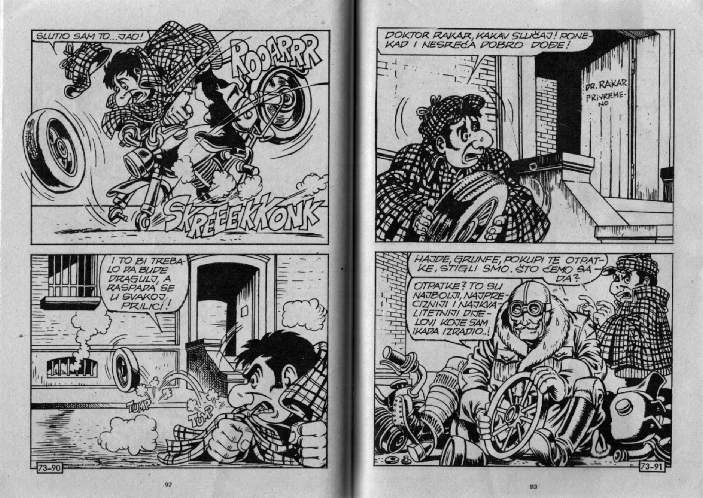 SLUTIO SAM TO...JAO!
ROOARRR
SKREEEKKONK
I TO BI TREBA-
LO DA BUDE
DRAGULJ, A
RASPADA SE
U SVAKOJ
PRILICI!
TUMP
TUMP
73-90
92
DOKTOR RAKAR, KAKAV SLUČAJ! PONE-
KAD I NESREĆA DOBRO DOĐE!
DR. RAKAR
PRIVREME-
NO
HAJDE, GRUNFE, POKUPI TE OTPAT-
KE, STIGLI SMO. ŠTO ĆEMO SA-
DA?
OTPATKE? TO SU
NAJBOLJI, NAJPRE-
CIZNIJI I NAJKVA-
LITETNIJI DIJE-
LOVI KOJE SAM
IKADA IZRADIO..!
73-91
93